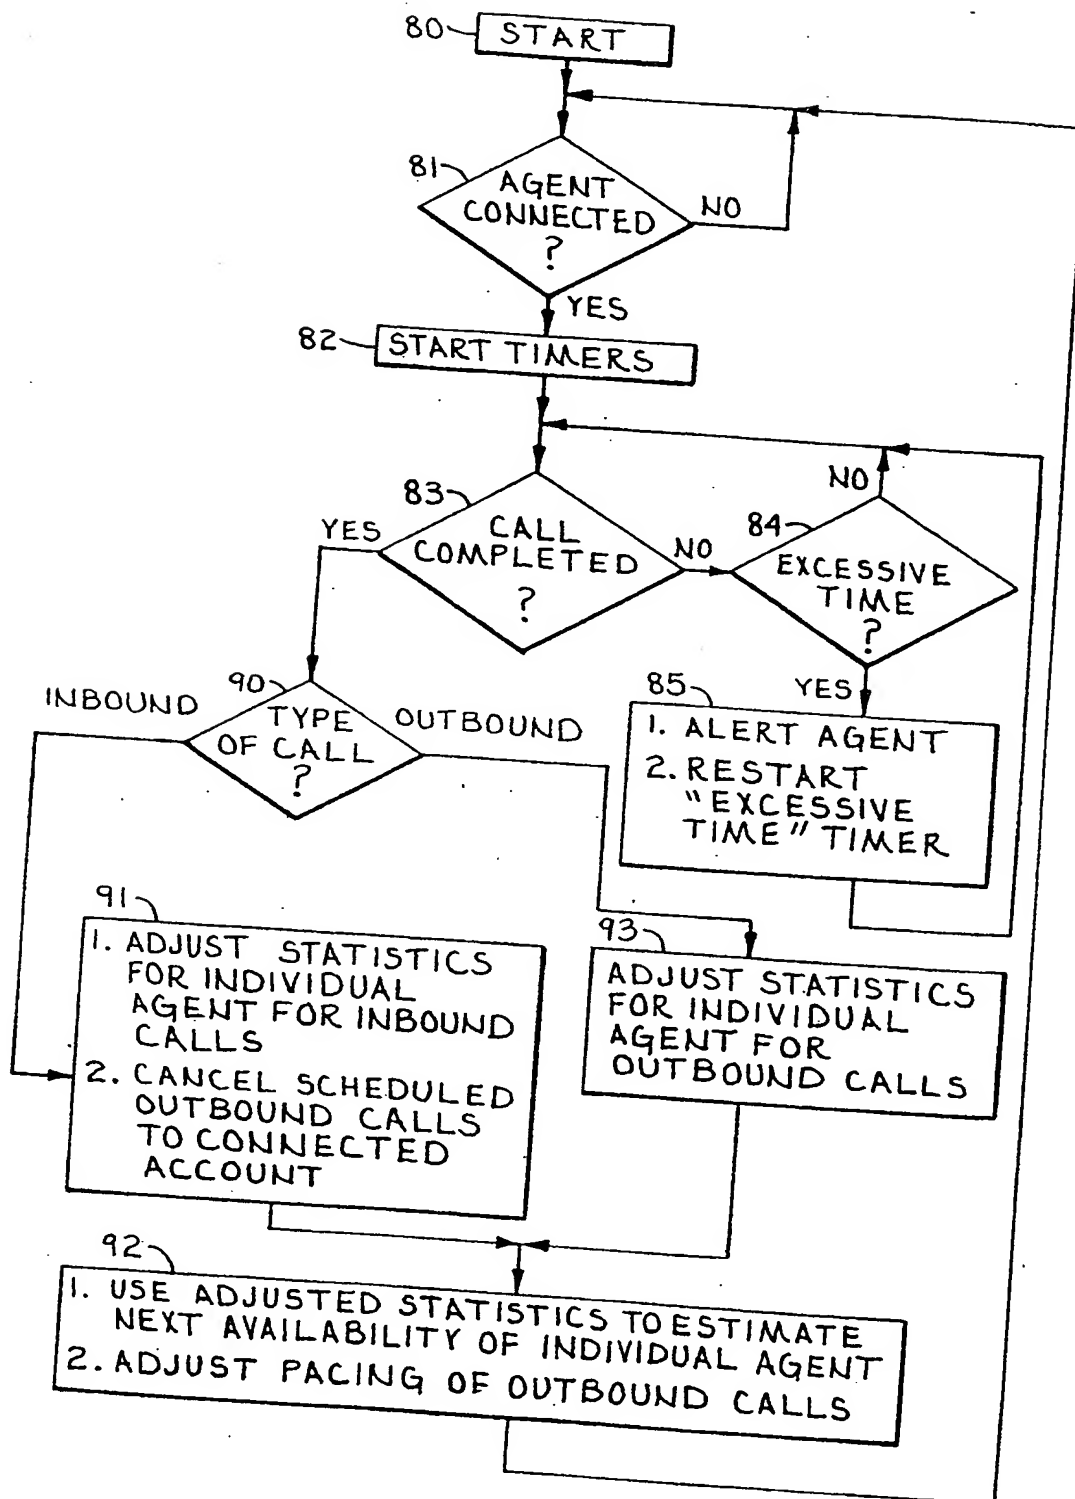 80
START
81
AGENT
CONNECTED
?
NO
YES
82
START TIMERS
83
CALL
COMPLETED
?
YES
NO
84
EXCESSIVE
TIME
?
NO
YES
85
1. ALERT AGENT
2. RESTART
"EXCESSIVE
TIME" TIMER
90
TYPE
OF CALL
?
INBOUND
OUTBOUND
91
1. ADJUST STATISTICS
FOR INDIVIDUAL
AGENT FOR INBOUND
CALLS
2. CANCEL SCHEDULED
OUTBOUND CALLS
TO CONNECTED
ACCOUNT
93
ADJUST STATISTICS
FOR INDIVIDUAL
AGENT FOR
OUTBOUND CALLS
92
1. USE ADJUSTED STATISTICS TO ESTIMATE
NEXT AVAILABILITY OF INDIVIDUAL AGENT
2. ADJUST PACING OF OUTBOUND CALLS